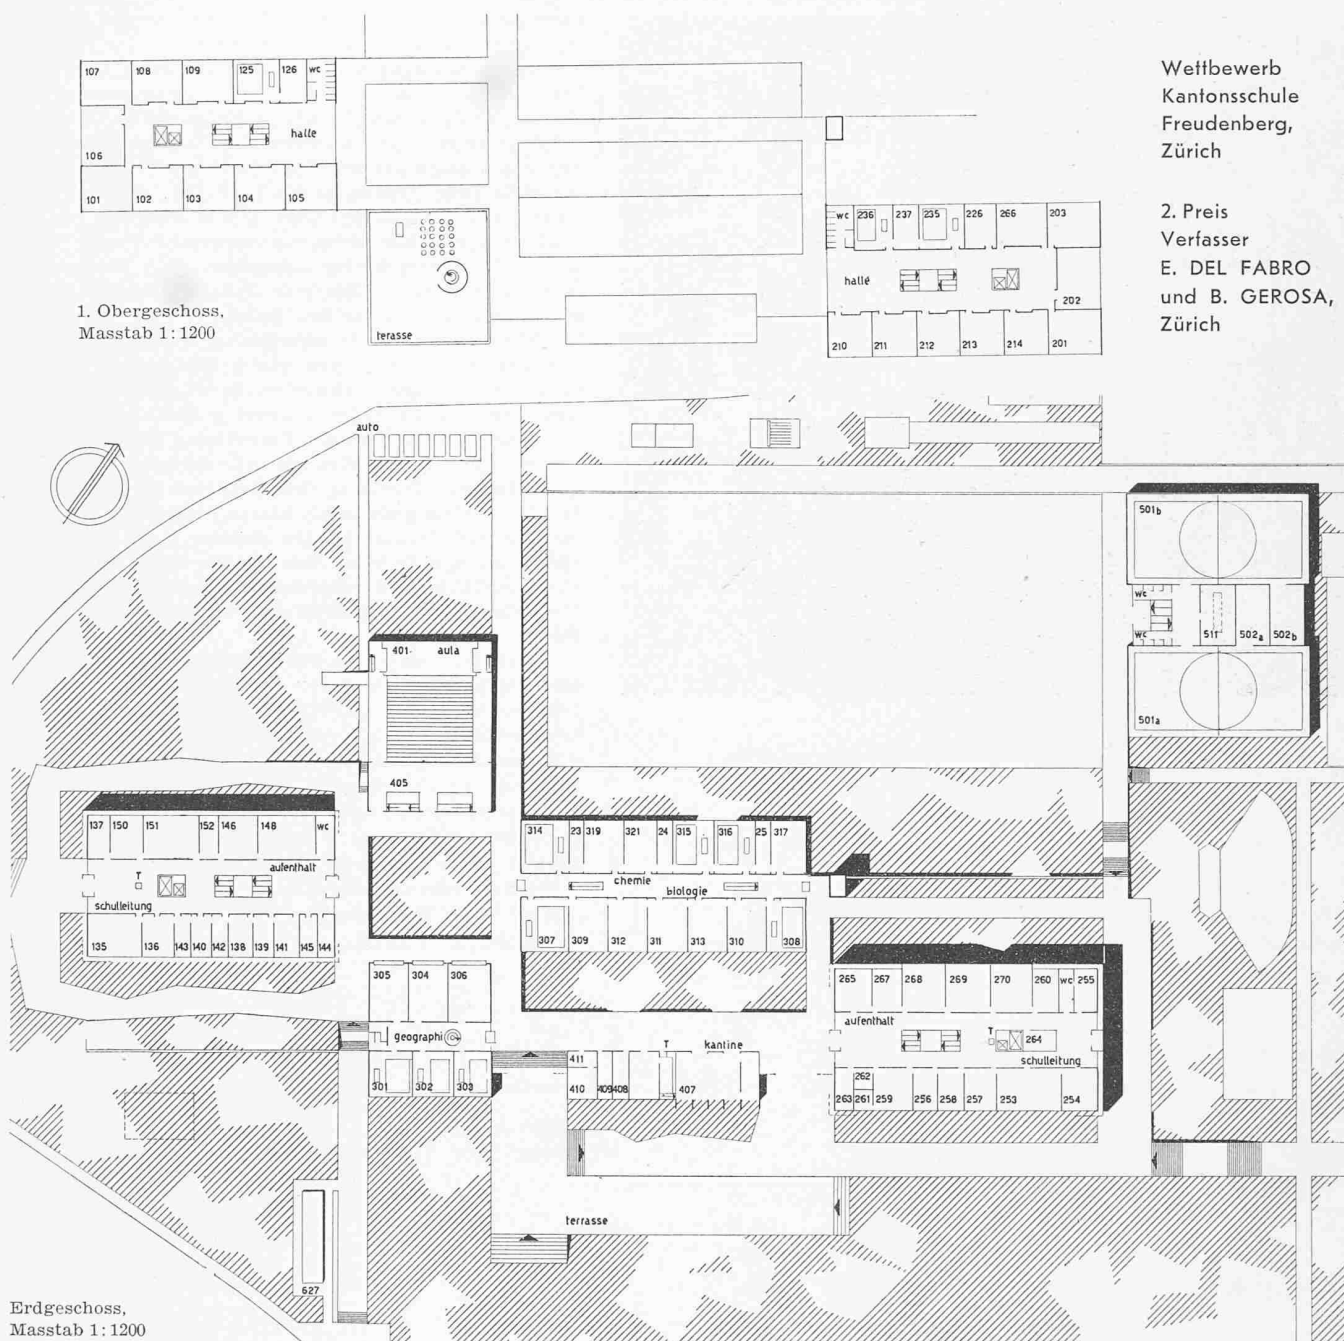 107 108 109 125 126 wc
halle
106
101 102 103 104 105
Wettbewerb
Kantonsschule
Freudenberg,
Zürich
2. Preis
Verfasser
E. DEL FABRO
und B. GEROSA,
Zürich
wc 236 237 235 226 266 203
halle
202
210 211 212 213 214 201
terasse
1. Obergeschoss,
Masstab 1:1200
auto
501b
wc
wc 511 502a 502b
501a
401 aula
405
137 150 151 152 146 148 wc
aufenthalt
T
schulleitung
135 136 143 140 142 138 139 141 145 144
314 23 319 321 24 315 316 25 317
chemie
biologie
307 309 312 311 313 310 308
305 304 306
geographi
301 302 303
265 267 268 269 270 260 wc 255
aufenthalt
T
264
schulleitung
262
263 261 259 256 258 257 253 254
T
kantine
411
410 409 408 407
terrasse
627
Erdgeschoss,
Masstab 1:1200